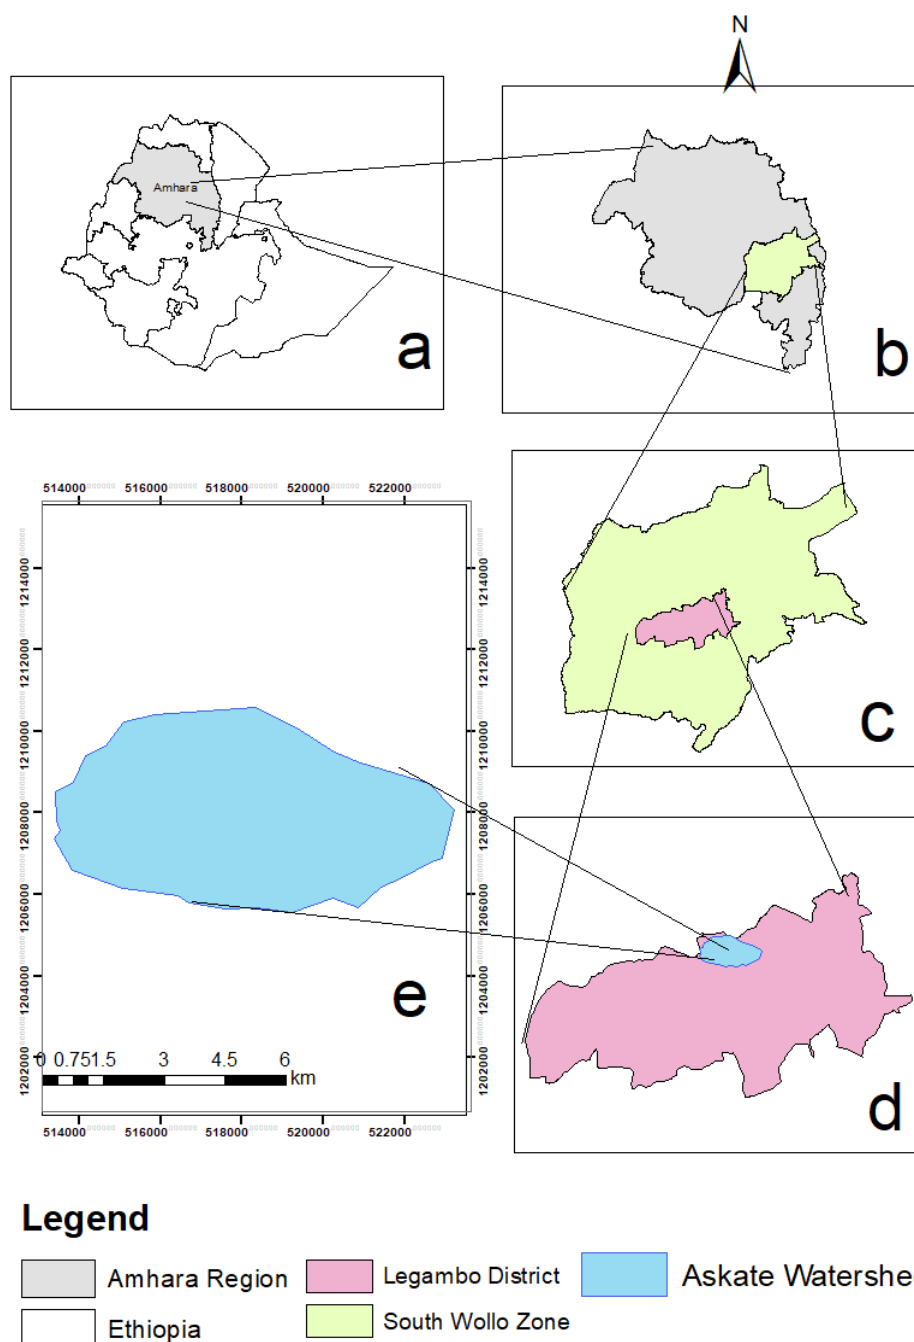 N
Amhara
a
b
514000 516000 518000 520000 522000
1214000 1214000
1212000 1212000
1210000 1210000
1208000 1208000
1206000 1206000
1204000 1204000
1202000 1202000
c
e
0 0.75 1.5 3 4.5 6
km
514000 516000 518000 520000 522000
d
Legend
Amhara Region Legambo District Askate Watershe
Ethiopia South Wollo Zone